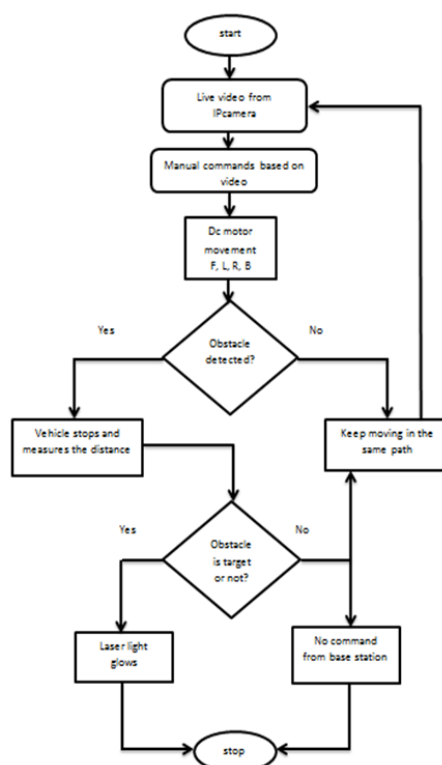 start
Live video from
IPcamera
Manual commands based on
video
Dc motor
movement
F, L, R, B
Yes
No
Obstacle
detected?
Vehicle stops and
measures the distance
Keep moving in the
same path
Yes
No
Obstacle
is target
or not?
Laser light
glows
No command
from base station
stop